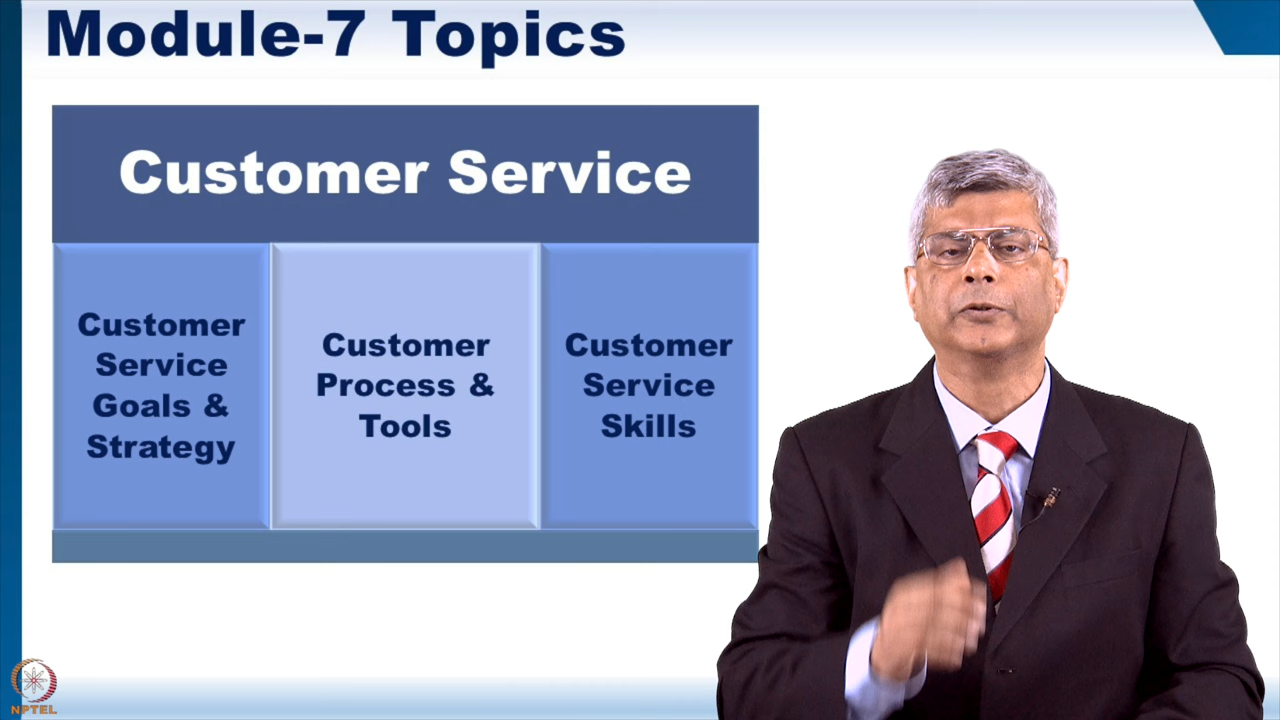 Module-7 Topics
Customer Service
Customer
Service
Goals &
Strategy
Customer
Process &
Tools
Customer
Service
Skills
NPTEL